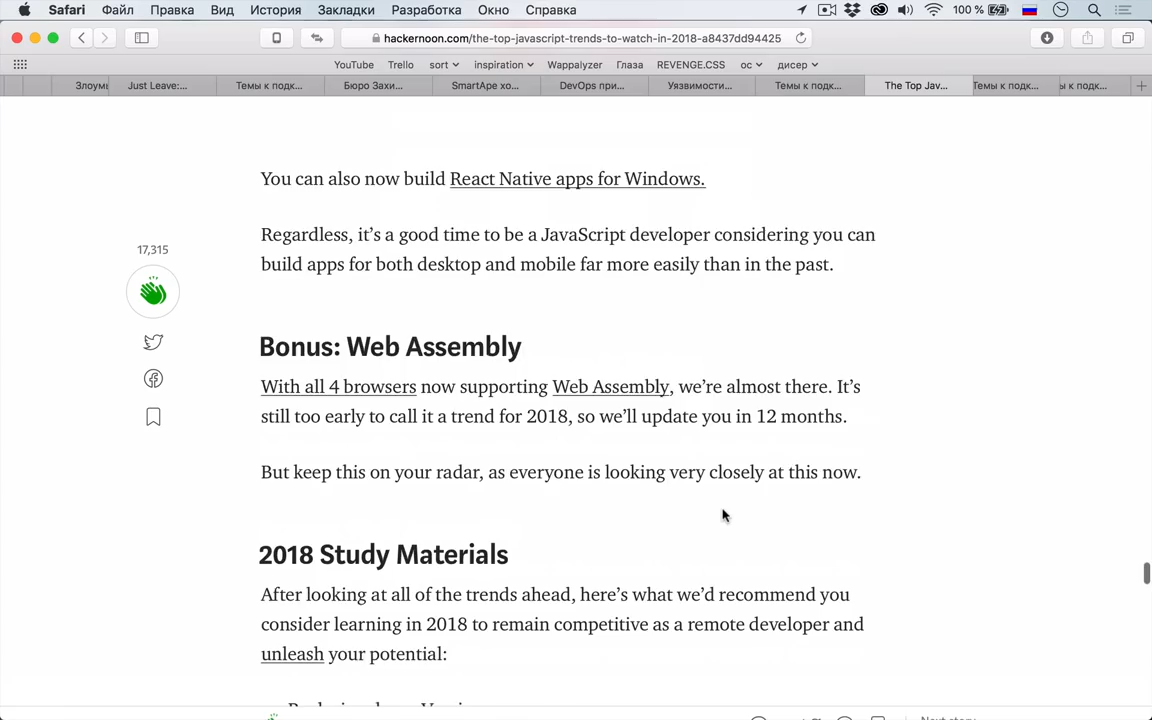 Safari Файл Правка Вид История Закладки Разработка Окно Справка 100 %
hackernoon.com/the-top-javascript-trends-to-watch-in-2018-a8437dd94425
YouTube Trello sort inspiration Wappalyzer Глаза REVENGE.CSS ос дисер
Злоумы Just Leave:... Темы к подк... Бюро Захи... SmartApe хо... DevOps при... Уязвимости... Темы к подк... The Top Jav... Темы к подк... ы к подк...
You can also now build React Native apps for Windows.
Regardless, it’s a good time to be a JavaScript developer considering you can
build apps for both desktop and mobile far more easily than in the past.
17,315
Bonus: Web Assembly
With all 4 browsers now supporting Web Assembly, we’re almost there. It’s
still too early to call it a trend for 2018, so we’ll update you in 12 months.
But keep this on your radar, as everyone is looking very closely at this now.
2018 Study Materials
After looking at all of the trends ahead, here’s what we’d recommend you
consider learning in 2018 to remain competitive as a remote developer and
unleash your potential:
Next story